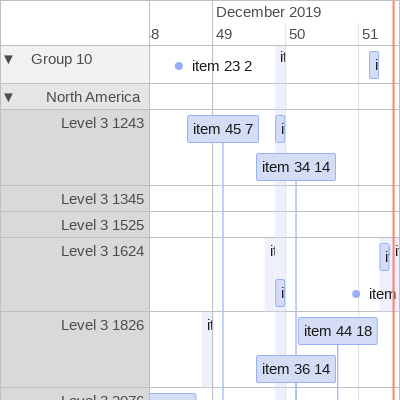 December 2019
48 49 50 51
▼ Group 10
item 23 2
it
i
▼ North America
Level 3 1243
item 45 7
i
item 34 14
Level 3 1345
Level 3 1525
Level 3 1624
it
i
it
i
item
Level 3 1826
it
item 44 18
item 36 14
Level 3 2076